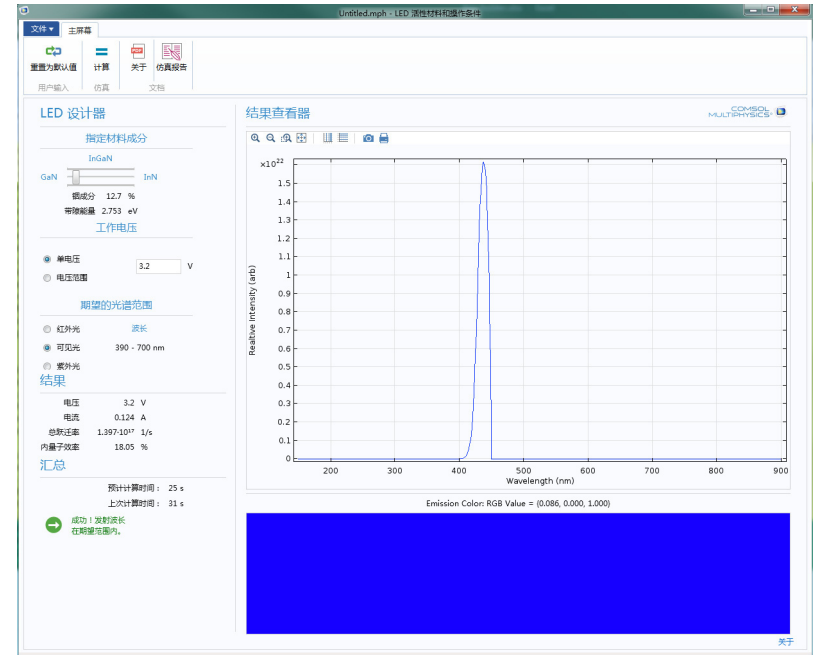 Untitled.mph - LED 活性材料和操作条件
文件 主屏幕
重置为默认值 计算 关于 仿真报告
用户输入 仿真 文档
LED 设计器
指定材料成分
InGaN
GaN InN
铟成分 12.7 %
带隙能量 2.753 eV
工作电压
单电压
3.2 V
电压范围
期望的光谱范围
红外光 波长
可见光 390 - 700 nm
紫外光
结果
电压 3.2 V
电流 0.124 A
总跃迁率 1.397·10¹⁷ 1/s
内量子效率 18.05 %
汇总
预计计算时间： 25 s
上次计算时间： 31 s
成功！发射波长
在期望范围内。
结果查看器
COMSOL
MULTIPHYSICS®
×10²²
1.5
1.4
1.3
1.2
1.1
1
0.9
0.8
0.7
0.6
0.5
0.4
0.3
0.2
0.1
0
Realtive Intensity (arb)
200 300 400 500 600 700 800 900
Wavelength (nm)
Emission Color: RGB Value = (0.086, 0.000, 1.000)
关于